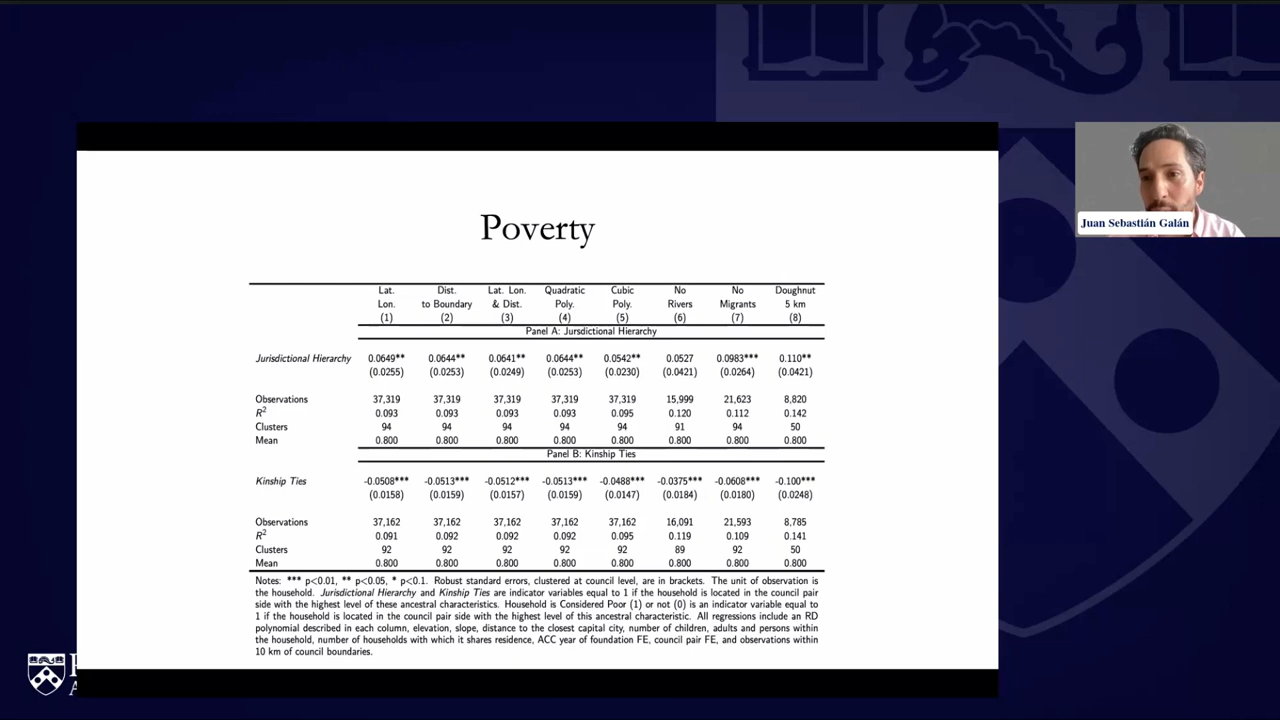 Poverty
Lat. Dist. Lat. Lon. Quadratic Cubic No No Doughnut
Lon. to Boundary & Dist. Poly. Poly. Rivers Migrants 5 km
(1) (2) (3) (4) (5) (6) (7) (8)
Panel A: Jursdictional Hierarchy
Jurisdictional Hierarchy 0.0649** 0.0644** 0.0641** 0.0644** 0.0542** 0.0527 0.0983*** 0.110**
(0.0255) (0.0253) (0.0249) (0.0253) (0.0230) (0.0421) (0.0264) (0.0421)
Observations 37,319 37,319 37,319 37,319 37,319 15,999 21,623 8,820
R² 0.093 0.093 0.093 0.093 0.095 0.120 0.112 0.142
Clusters 94 94 94 94 94 91 94 50
Mean 0.800 0.800 0.800 0.800 0.800 0.800 0.800 0.800
Panel B: Kinship Ties
Kinship Ties -0.0508*** -0.0513*** -0.0512*** -0.0513*** -0.0488*** -0.0375*** -0.0608*** -0.100***
(0.0158) (0.0159) (0.0157) (0.0159) (0.0147) (0.0184) (0.0180) (0.0248)
Observations 37,162 37,162 37,162 37,162 37,162 16,091 21,593 8,785
R² 0.091 0.092 0.092 0.092 0.095 0.119 0.109 0.141
Clusters 92 92 92 92 92 89 92 50
Mean 0.800 0.800 0.800 0.800 0.800 0.800 0.800 0.800
Notes: *** p<0.01, ** p<0.05, * p<0.1. Robust standard errors, clustered at council level, are in brackets. The unit of observation is
the household. Jurisdictional Hierarchy and Kinship Ties are indicator variables equal to 1 if the household is located in the council pair
side with the highest level of these ancestral characteristics. Household is Considered Poor (1) or not (0) is an indicator variable equal to
1 if the household is located in the council pair side with the highest level of this ancestral characteristic. All regressions include an RD
polynomial described in each column, elevation, slope, distance to the closest capital city, number of children, adults and persons within
the household, number of households with which it shares residence, ACC year of foundation FE, council pair FE, and observations within
10 km of council boundaries.
Juan Sebastián Galán